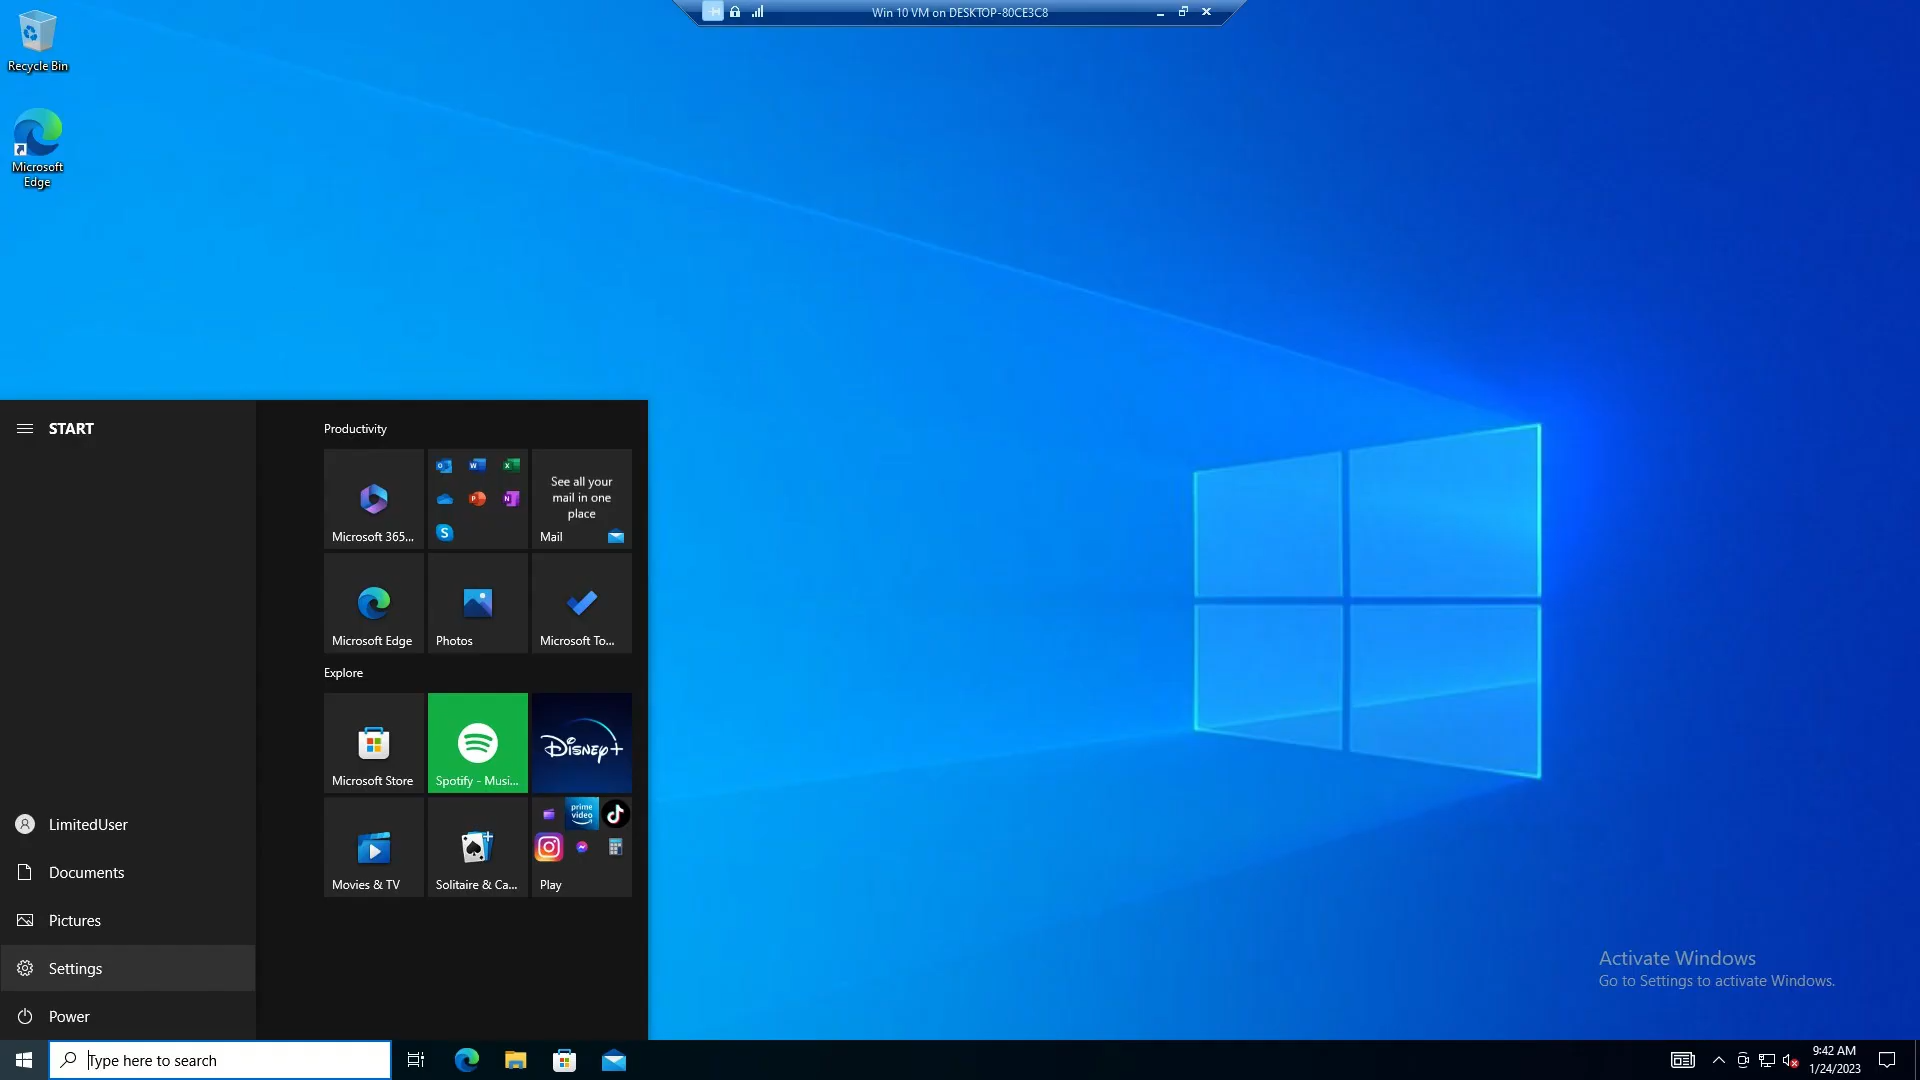 Win 10 VM on DESKTOP-80CE3C8
Recycle Bin
Microsoft
Edge
START
LimitedUser
Documents
Pictures
Settings
Power
Productivity
Microsoft 365...
See all your
mail in one
place
Mail
Microsoft Edge
Photos
Microsoft To...
Explore
Microsoft Store
Spotify - Musi...
Disney+
Movies & TV
Solitaire & Ca...
prime
video
Play
Activate Windows
Go to Settings to activate Windows.
Type here to search
9:42 AM
1/24/2023